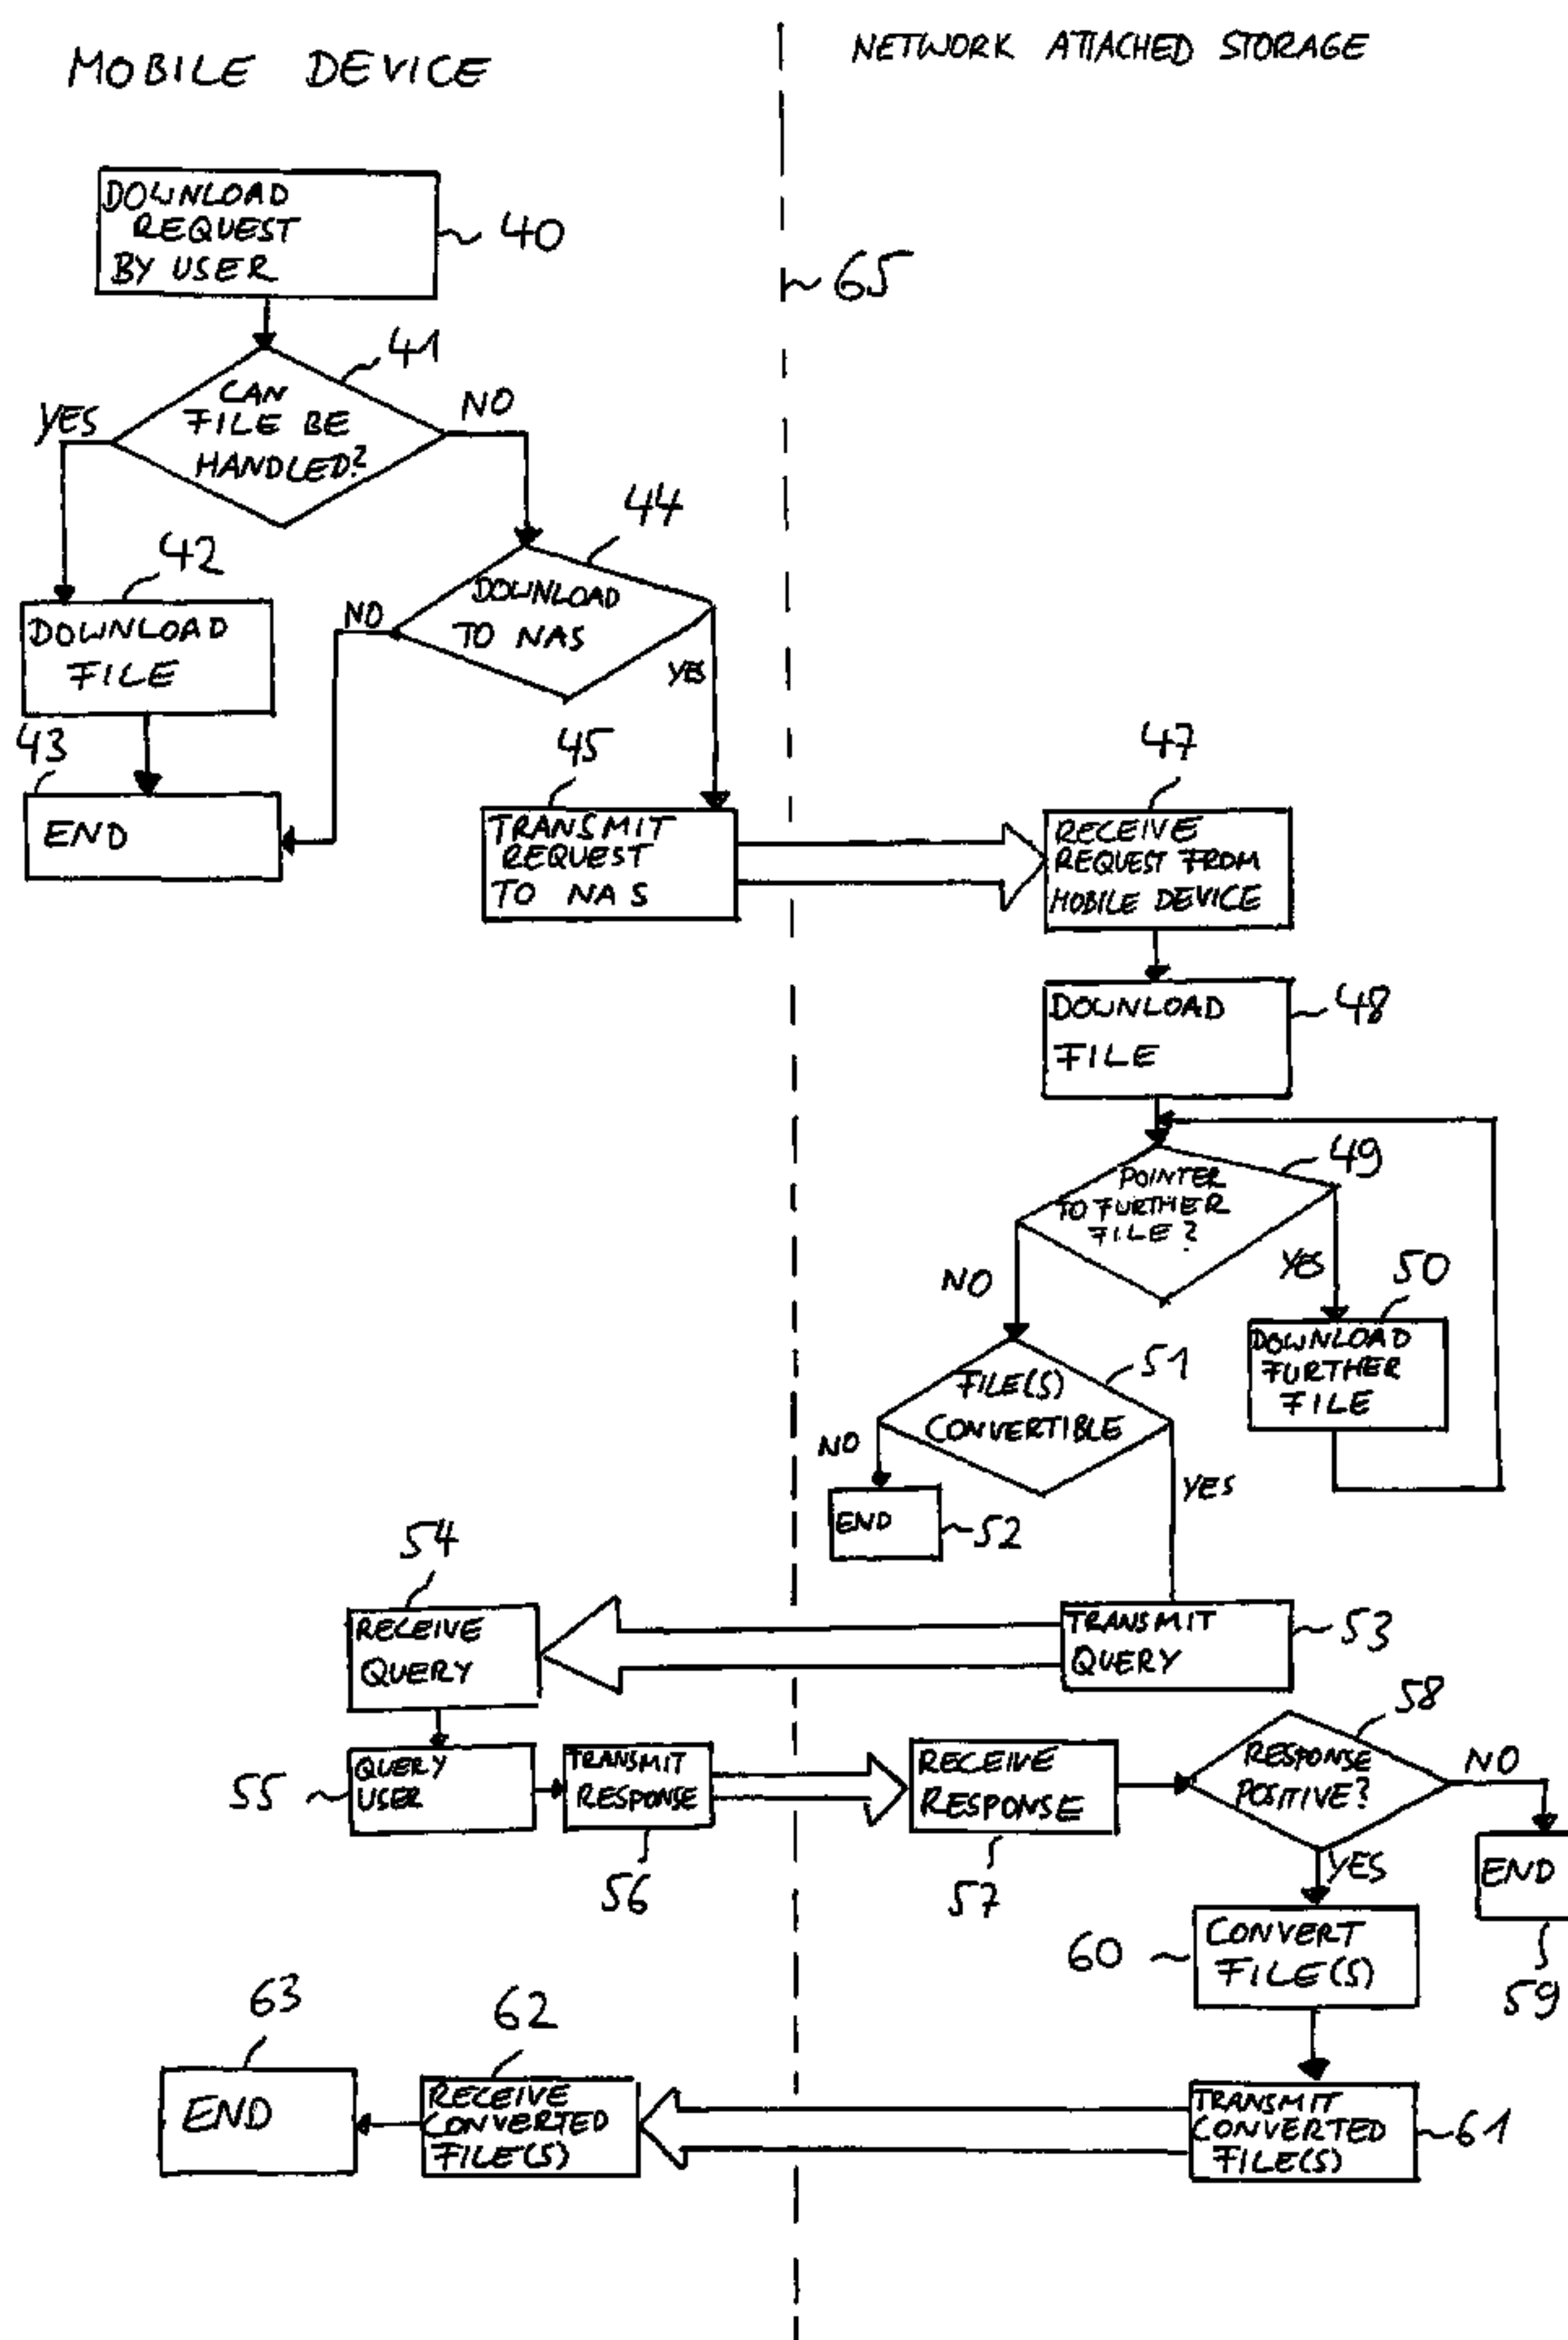 MOBILE DEVICE
NETWORK ATTACHED STORAGE
DOWNLOAD
REQUEST
BY USER
40
65
41
CAN
FILE BE
HANDLED?
YES
NO
42
DOWNLOAD
FILE
43
END
44
DOWNLOAD
TO NAS
NO
YES
45
TRANSMIT
REQUEST
TO NAS
47
RECEIVE
REQUEST FROM
MOBILE DEVICE
DOWNLOAD
FILE
48
49
POINTER
TO FURTHER
FILE?
NO
YES
50
DOWNLOAD
FURTHER
FILE
51
FILE(S)
CONVERTIBLE
NO
YES
END
52
54
RECEIVE
QUERY
TRANSMIT
QUERY
53
55
QUERY
USER
TRANSMIT
RESPONSE
56
RECEIVE
RESPONSE
57
58
RESPONSE
POSITIVE?
NO
YES
END
59
60
CONVERT
FILE(S)
63
END
62
RECEIVE
CONVERTED
FILE(S)
TRANSMIT
CONVERTED
FILE(S)
61